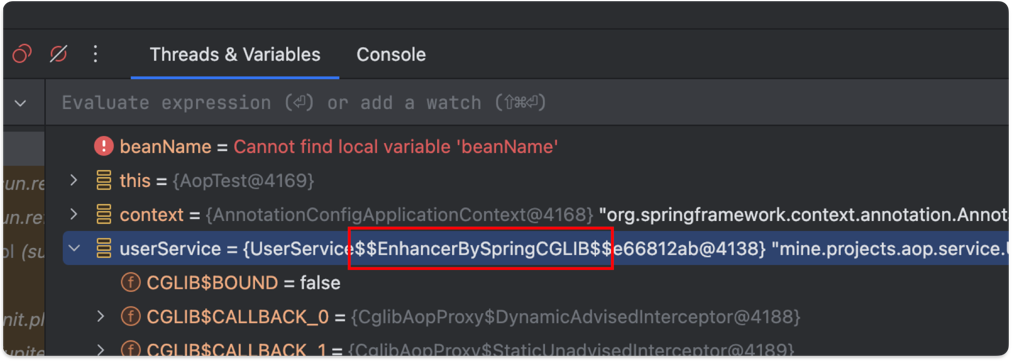 Threads & Variables Console
Evaluate expression (⏎) or add a watch (⇧⌘⏎)
beanName = Cannot find local variable 'beanName'
this = {AopTest@4169}
un.re
context = {AnnotationConfigApplicationContext@4168} "org.springframework.context.annotation.Annot
un.re
userService = {UserService$$EnhancerBySpringCGLIB$$e66812ab@4138} "mine.projects.aop.service.U
ol (su
CGLIB$BOUND = false
CGLIB$CALLBACK_0 = {CglibAopProxy$DynamicAdvisedInterceptor@4188}
nit.pl
CGLIB$CALLBACK_1 = {CglibAopProxy$StaticUnadvisedInterceptor@4189}
upite